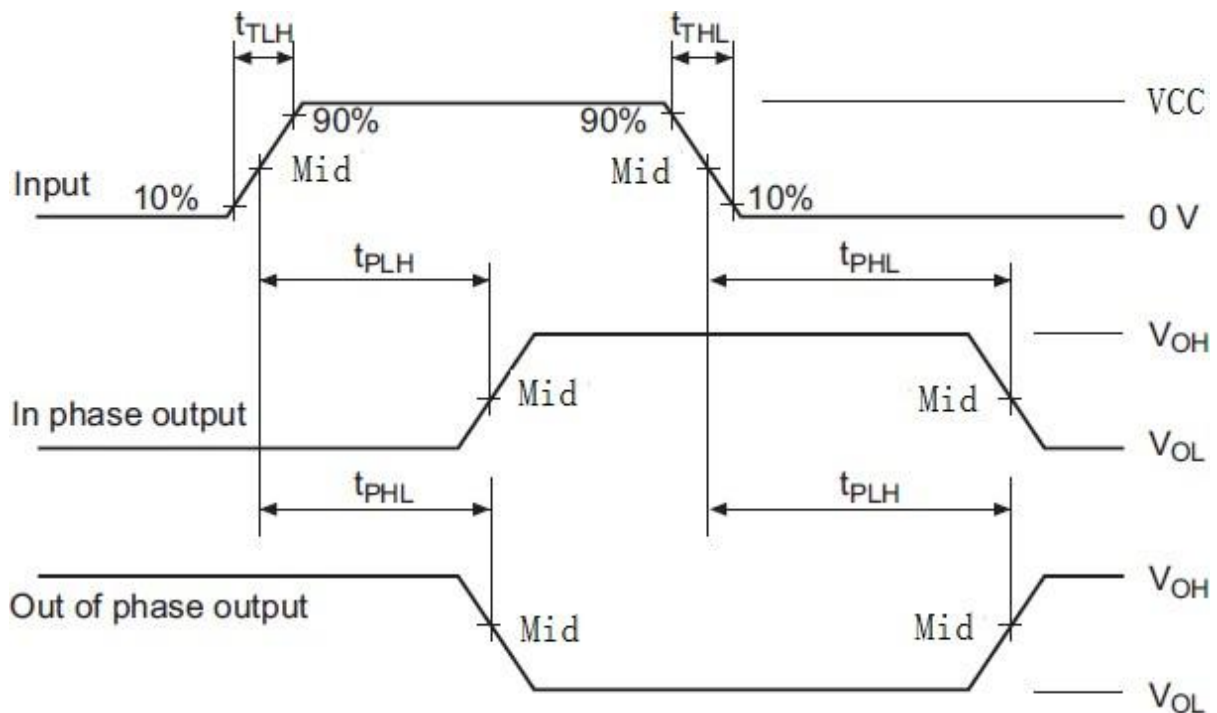 tTLH
tTHL
90%
90%
VCC
Mid
Mid
Input
10%
10%
0 V
tPLH
tPHL
VOH
Mid
Mid
In phase output
VOL
tPHL
tPLH
VOH
Out of phase output
Mid
Mid
VOL